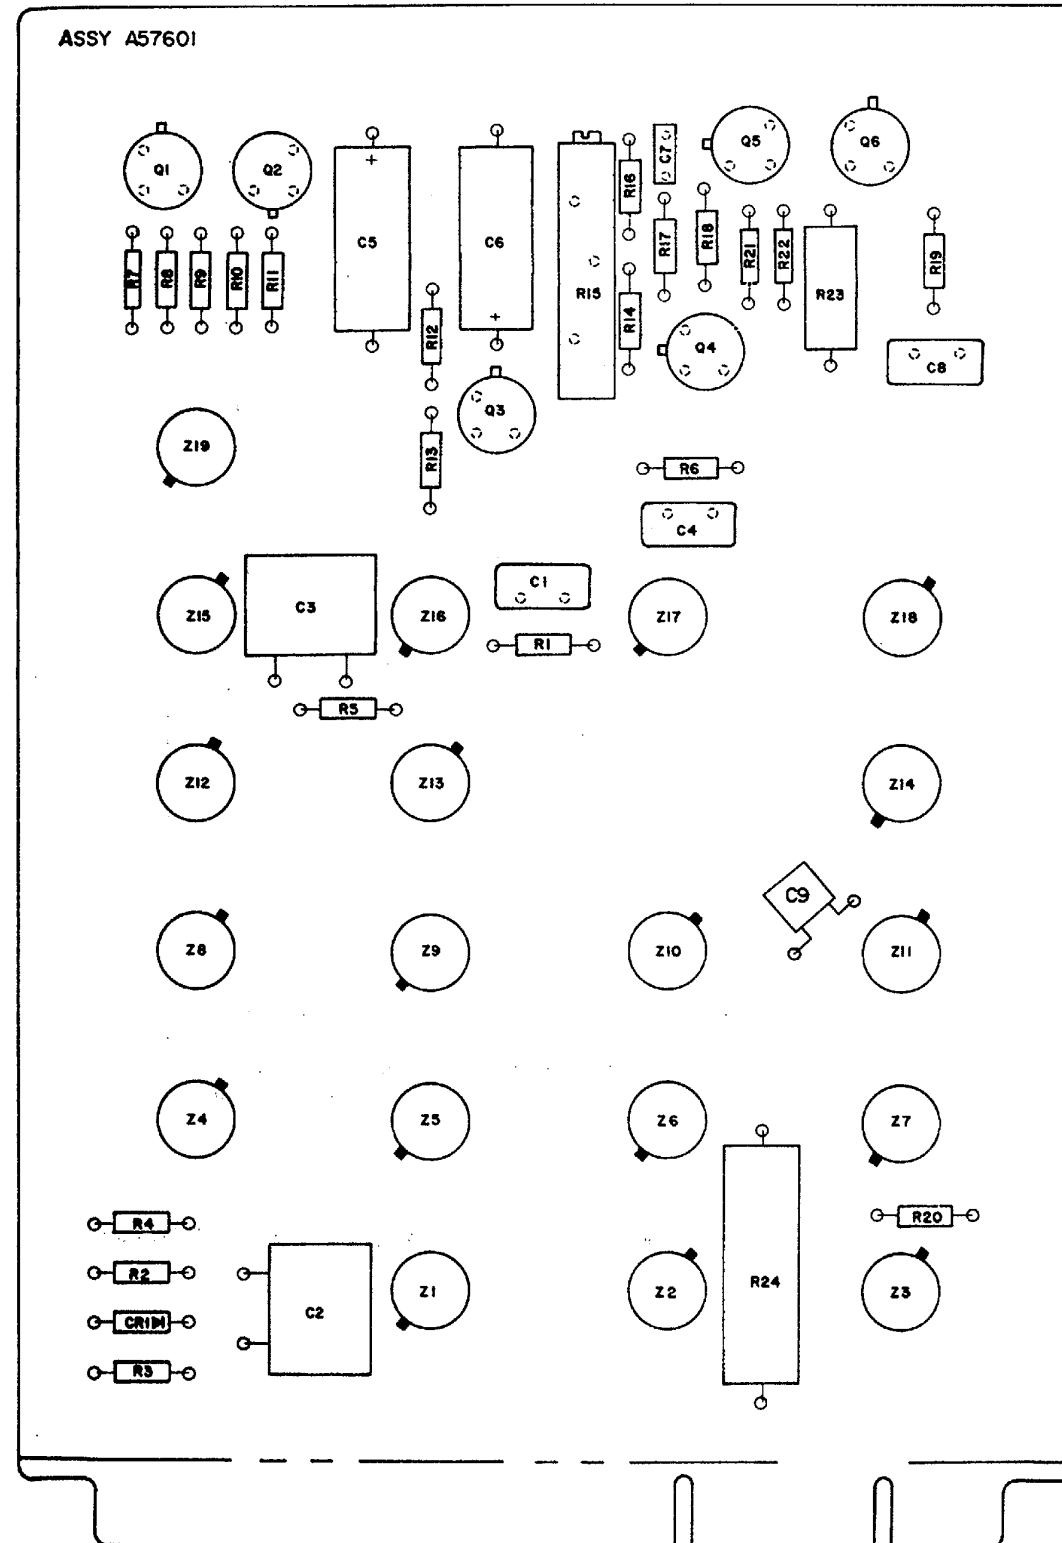 ASSY A57601
Q1
Q2
C5
+
C6
+
R15
R16
C7
Q5
Q6
R17
R18
R21
R22
R23
R19
R7
R8
R9
R10
R11
R12
R14
Q4
C8
Q3
Z19
R13
R6
C4
Z15
C3
Z16
C1
R1
Z17
Z18
R5
Z12
Z13
Z14
C9
Z8
Z9
Z10
Z11
Z4
Z5
Z6
Z7
R4
R20
R2
C2
Z1
Z2
R24
Z3
CR1
R3